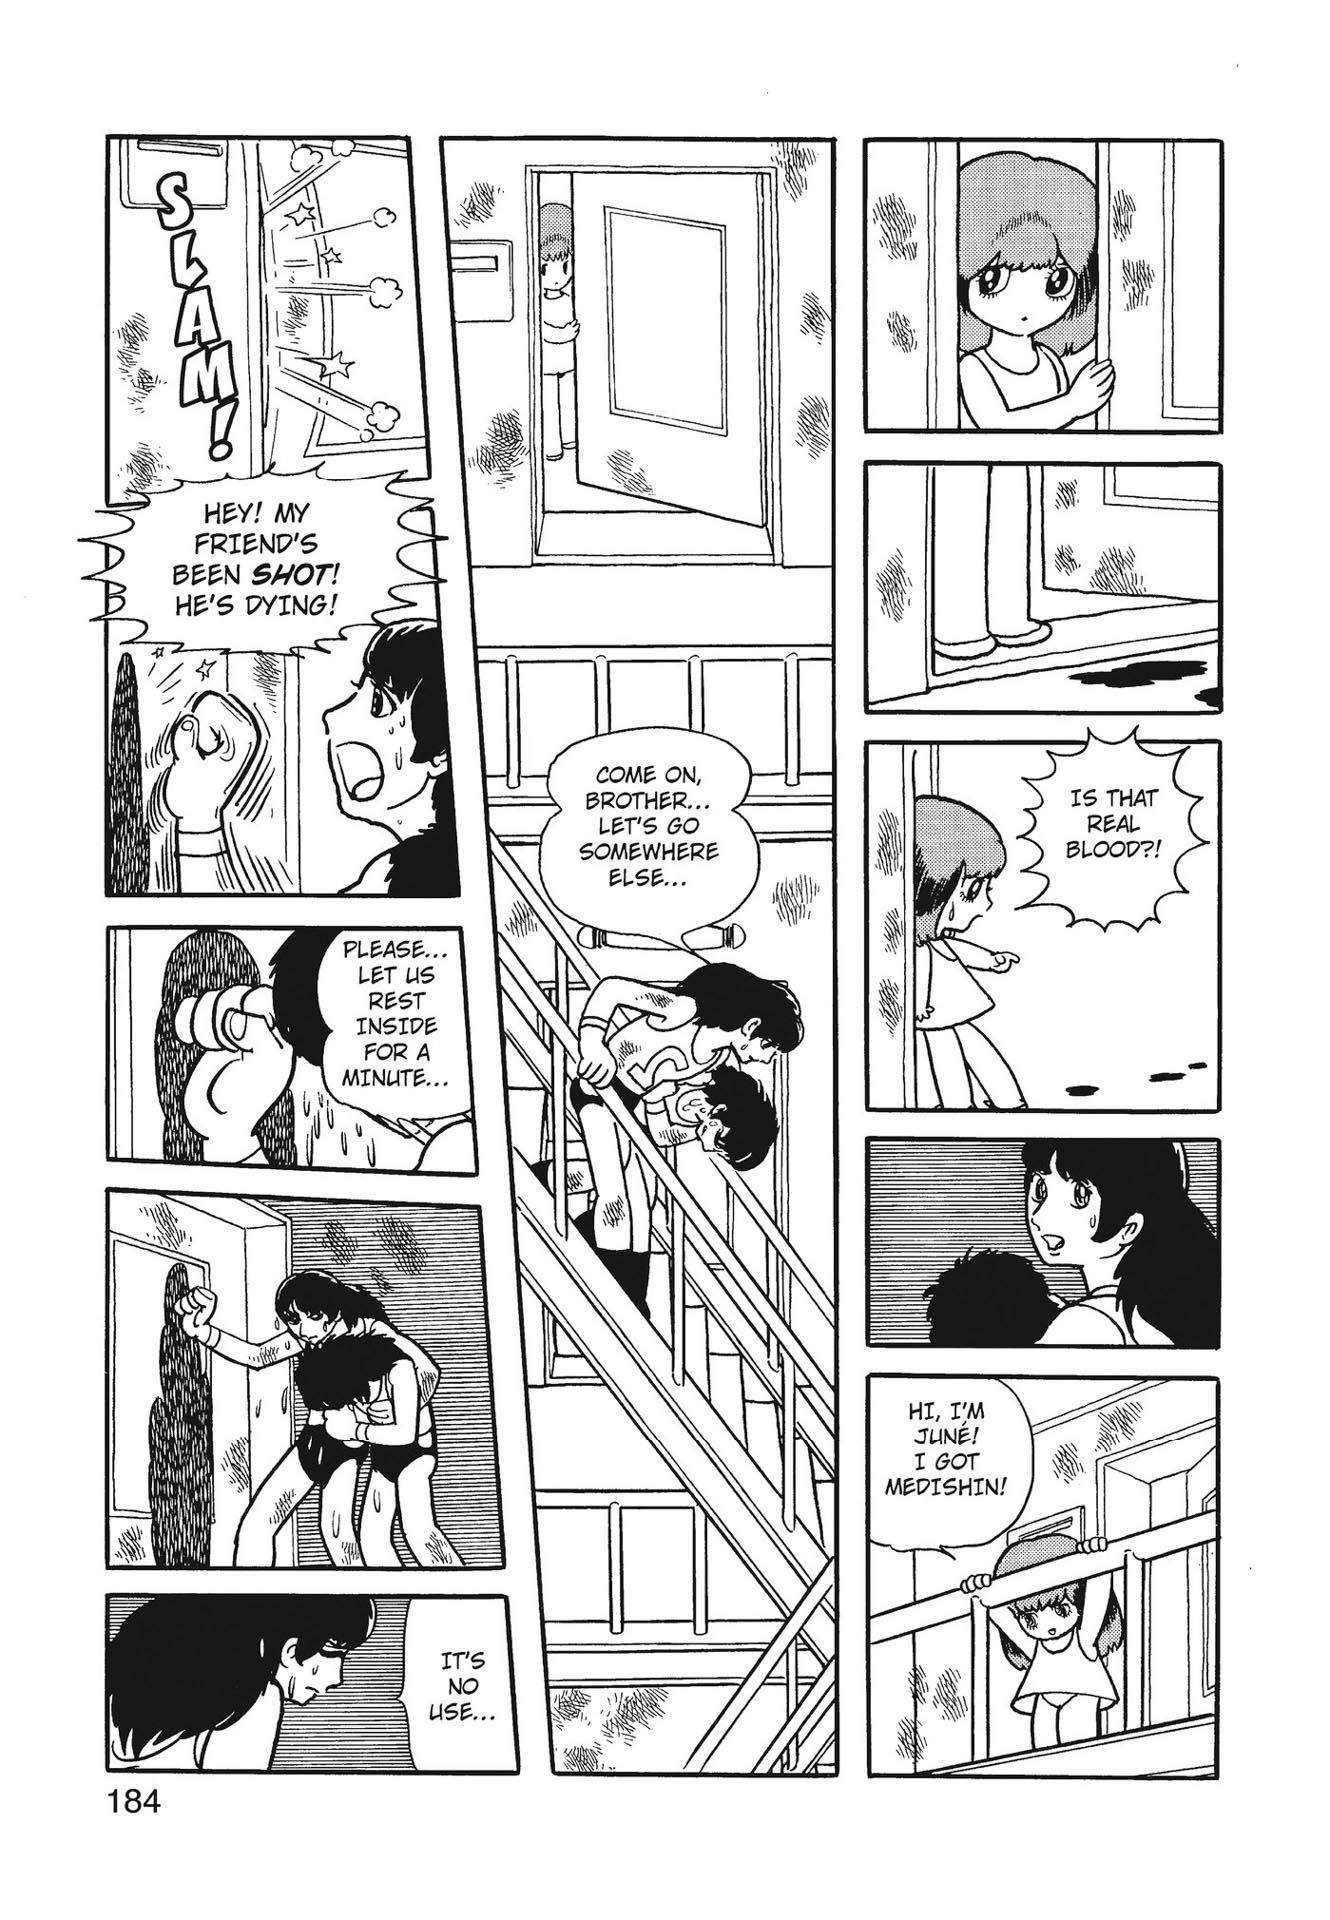 SLAM!
HEY! MY
FRIEND'S
BEEN SHOT!
HE'S DYING!
PLEASE...
LET US
REST
INSIDE
FOR A
MINUTE...
IT'S
NO
USE...
COME ON,
BROTHER...
LET'S GO
SOMEWHERE
ELSE...
IS THAT
REAL
BLOOD?!
HI, I'M
JUNÉ!
I GOT
MEDISHIN!
184